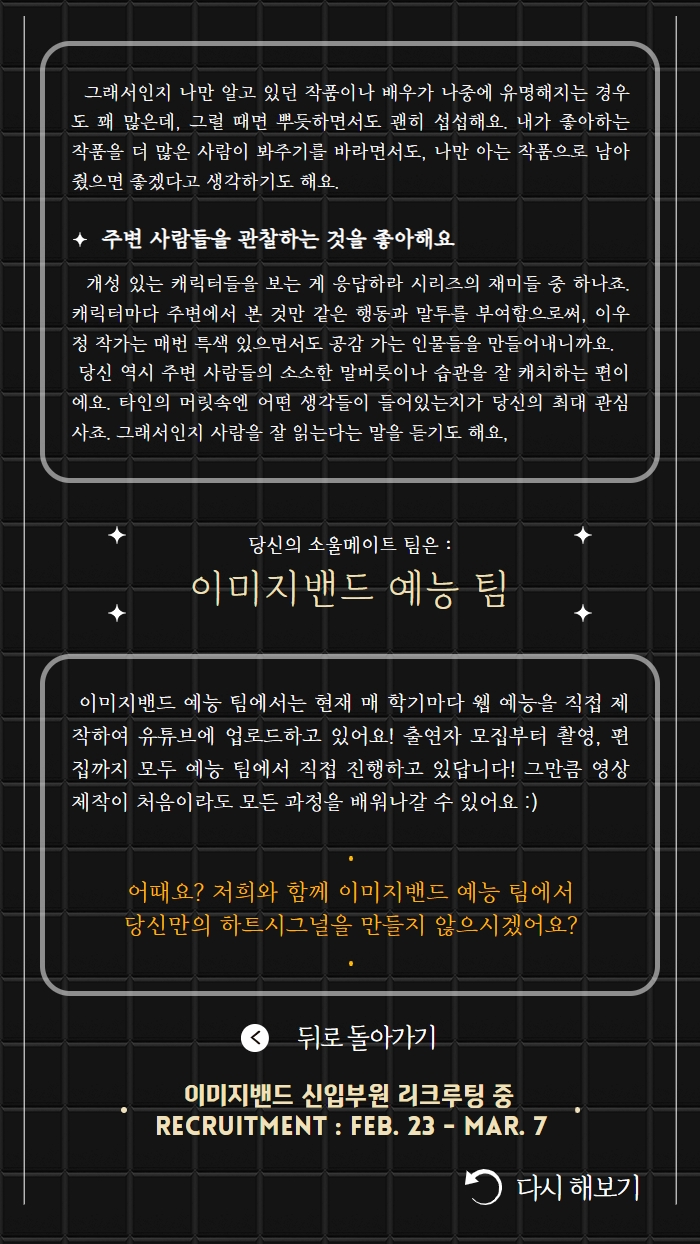 그래서인지 나만 알고 있던 작품이나 배우가 나중에 유명해지는 경우
도 꽤 많은데, 그럴 때면 뿌듯하면서도 괜히 섭섭해요. 내가 좋아하는
작품을 더 많은 사람이 봐주기를 바라면서도, 나만 아는 작품으로 남아
줬으면 좋겠다고 생각하기도 해요.
주변 사람들을 관찰하는 것을 좋아해요
개성 있는 캐릭터들을 보는 게 응답하라 시리즈의 재미들 중 하나죠.
캐릭터마다 주변에서 본 것만 같은 행동과 말투를 부여함으로써, 이우
정 작가는 매번 특색 있으면서도 공감 가는 인물들을 만들어내니까요.
당신 역시 주변 사람들의 소소한 말버릇이나 습관을 잘 캐치하는 편이
에요. 타인의 머릿속엔 어떤 생각들이 들어있는지가 당신의 최대 관심
사죠. 그래서인지 사람을 잘 읽는다는 말을 듣기도 해요,
당신의 소울메이트 팀은 :
이미지밴드 예능 팀
이미지밴드 예능 팀에서는 현재 매 학기마다 웹 예능을 직접 제
작하여 유튜브에 업로드하고 있어요! 출연자 모집부터 촬영, 편
집까지 모두 예능 팀에서 직접 진행하고 있답니다! 그만큼 영상
제작이 처음이라도 모든 과정을 배워나갈 수 있어요 :)
어때요? 저희와 함께 이미지밴드 예능 팀에서
당신만의 하트시그널을 만들지 않으시겠어요?
뒤로 돌아가기
이미지밴드 신입부원 리크루팅 중
RECRUITMENT : FEB. 23 - MAR. 7
다시 해보기